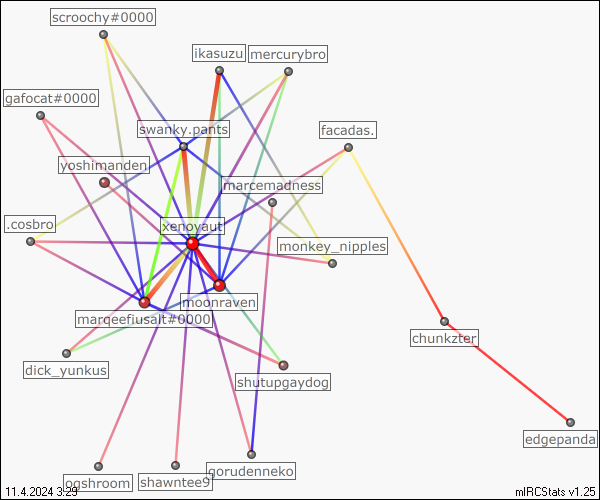 scroochy#0000
ikasuzu
mercurybro
gafocat#0000
swanky.pants
facadas.
yoshimanden
marcemadness
.cosbro
xenoyaut
monkey_nipples
moonraven
marqeefiusalt#0000
chunkzter
dick_yunkus
shutupgaydog
edgepanda
gorudenneko
ogshroom
shawntee9
11.4.2024 3:29
mIRCStats v1.25